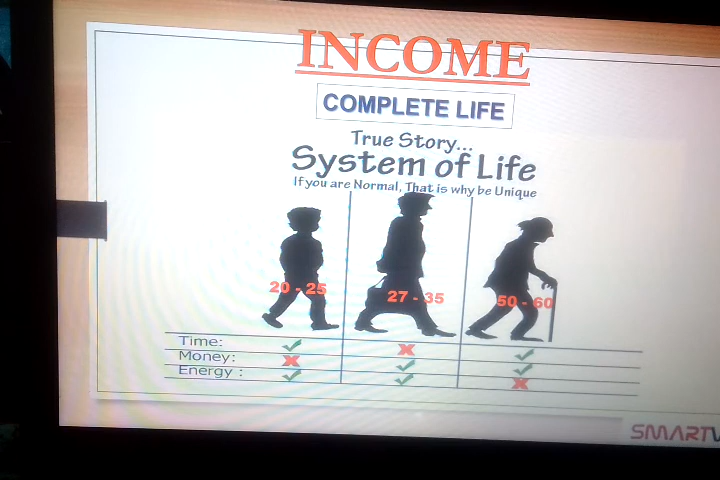 INCOME
COMPLETE LIFE
True Story...
System of Life
If you are Normal, That is why be Unique
20 - 25
27 - 35
50 - 60
Time:
Money:
Energy :